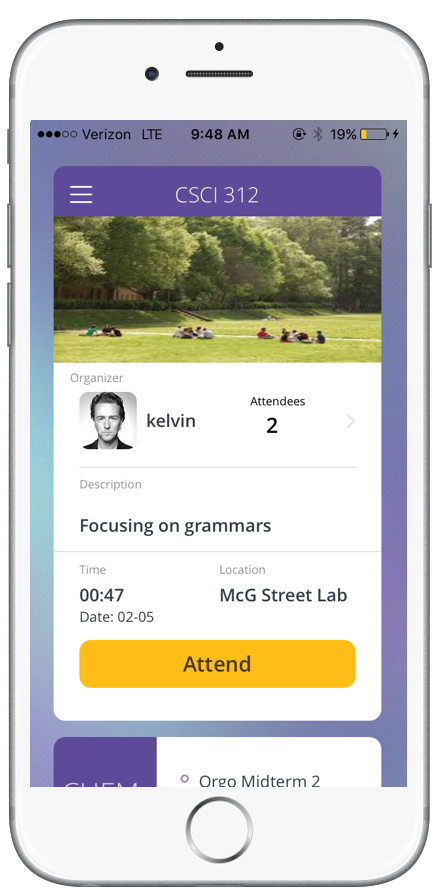 Verizon LTE 9:48 AM 19%
CSCI 312
Organizer
kelvin
Attendees
2
Description
Focusing on grammars
Time
00:47
Date: 02-05
Location
McG Street Lab
Attend
CHEM
Orgo Midterm 2